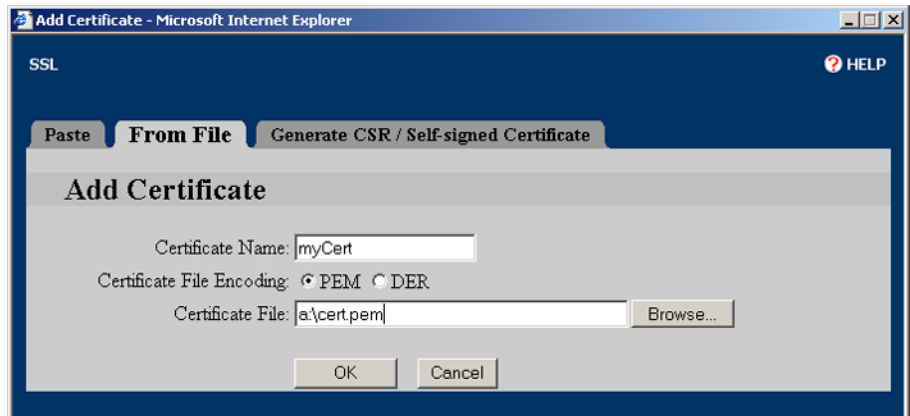 Add Certificate - Microsoft Internet Explorer
SSL
HELP
Paste
From File
Generate CSR / Self-signed Certificate
Add Certificate
Certificate Name: myCert
Certificate File Encoding: PEM DER
Certificate File: a:\cert.pem Browse...
OK Cancel